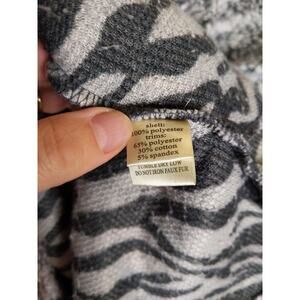 shell:
100% polyester
trims:
65% polyester
30% cotton
5% spandex
TUMBLE DRY LOW
DO NOT IRON FAUX FUR